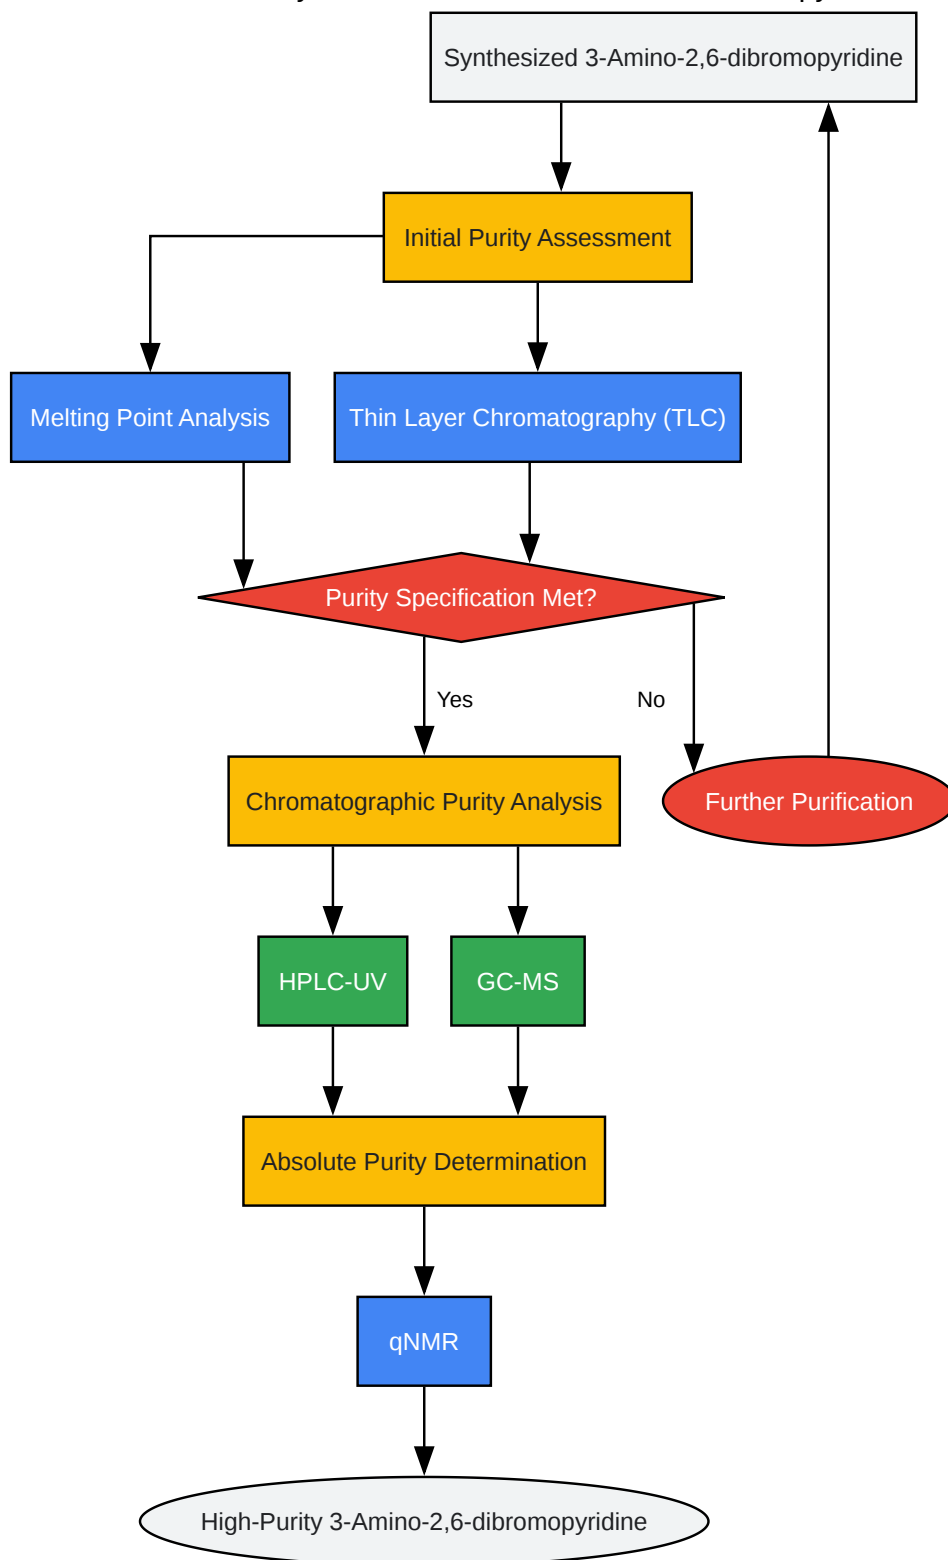 Synthesized 3-Amino-2,6-dibromopyridine
Initial Purity Assessment
Melting Point Analysis
Thin Layer Chromatography (TLC)
Purity Specification Met?
Yes
No
Chromatographic Purity Analysis
Further Purification
HPLC-UV
GC-MS
Absolute Purity Determination
qNMR
High-Purity 3-Amino-2,6-dibromopyridine